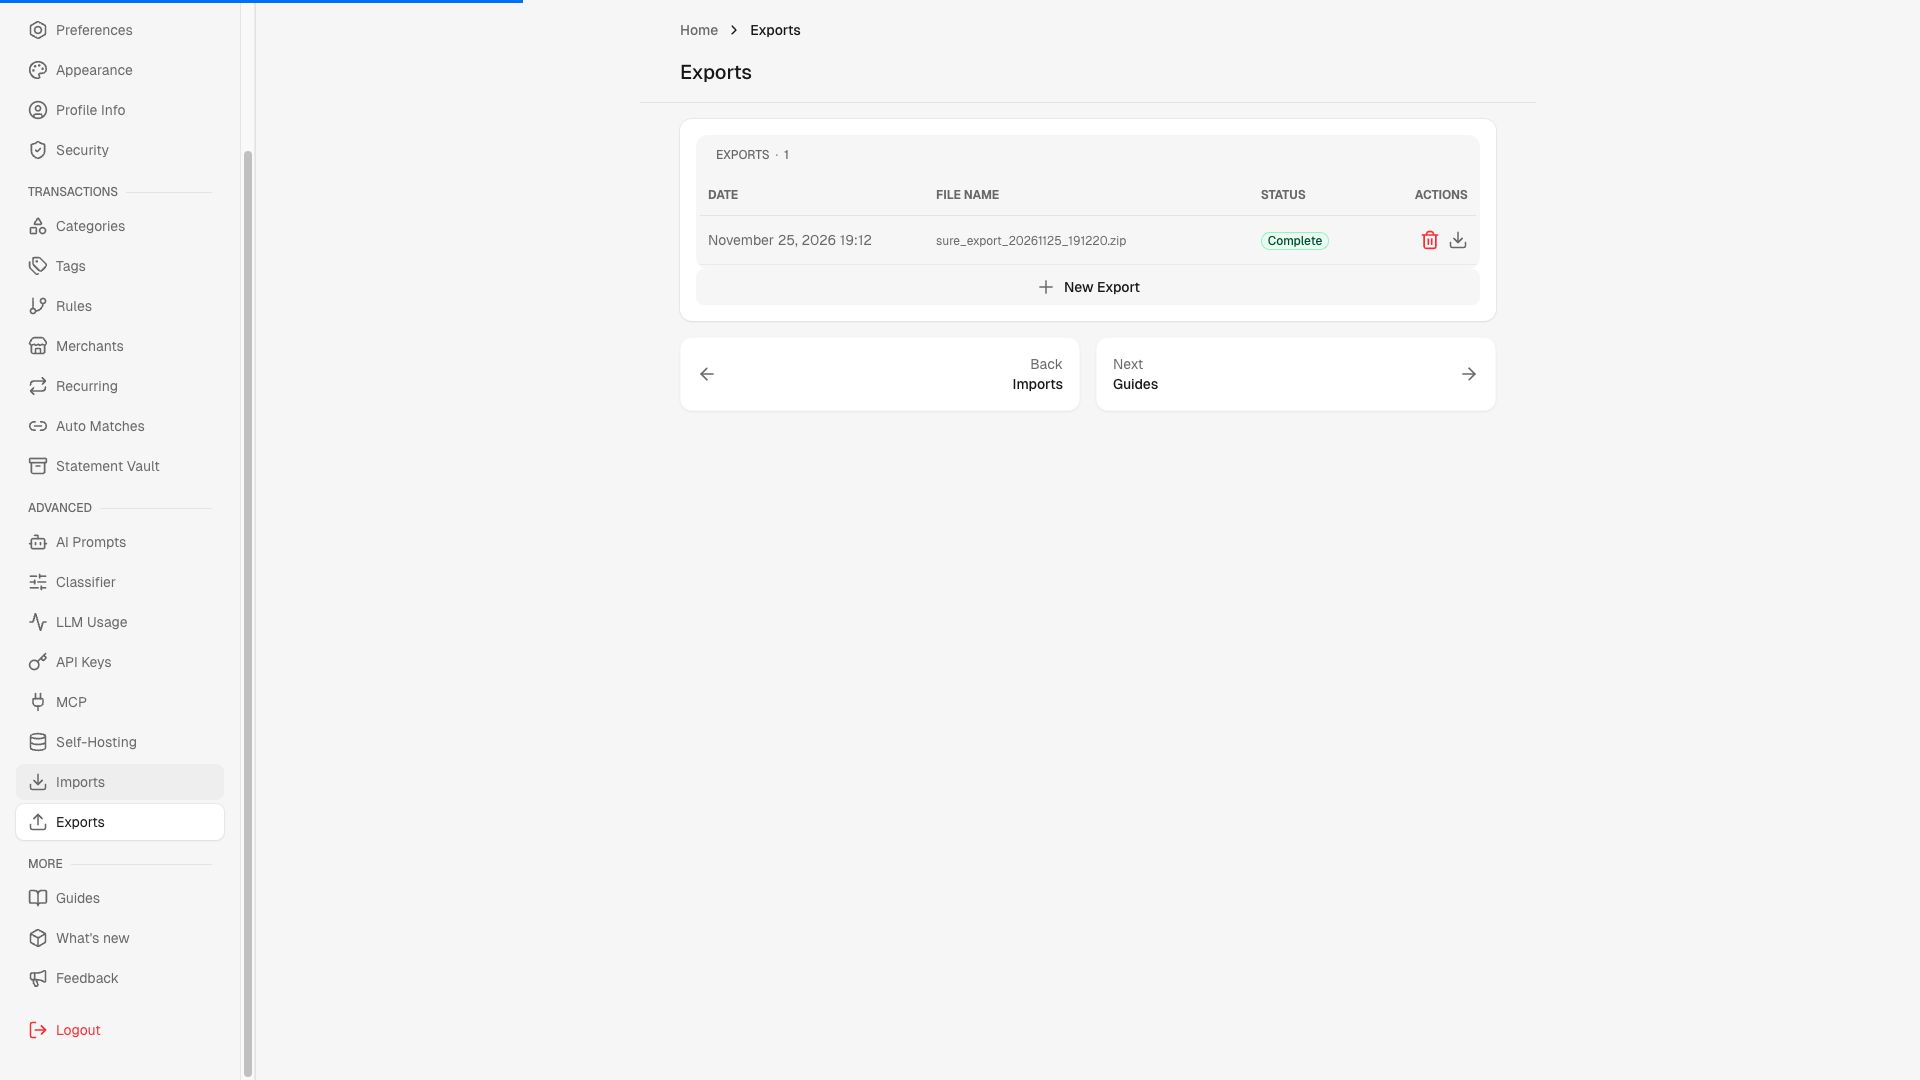 Preferences
Appearance
Profile Info
Security
TRANSACTIONS
Categories
Tags
Rules
Merchants
Recurring
Auto Matches
Statement Vault
ADVANCED
AI Prompts
Classifier
LLM Usage
API Keys
MCP
Self-Hosting
Imports
Exports
MORE
Guides
What's new
Feedback
Logout
Home > Exports
Exports
EXPORTS · 1
DATE FILE NAME STATUS ACTIONS
November 25, 2026 19:12 sure_export_20261125_191220.zip Complete
New Export
Back
Imports
Next
Guides